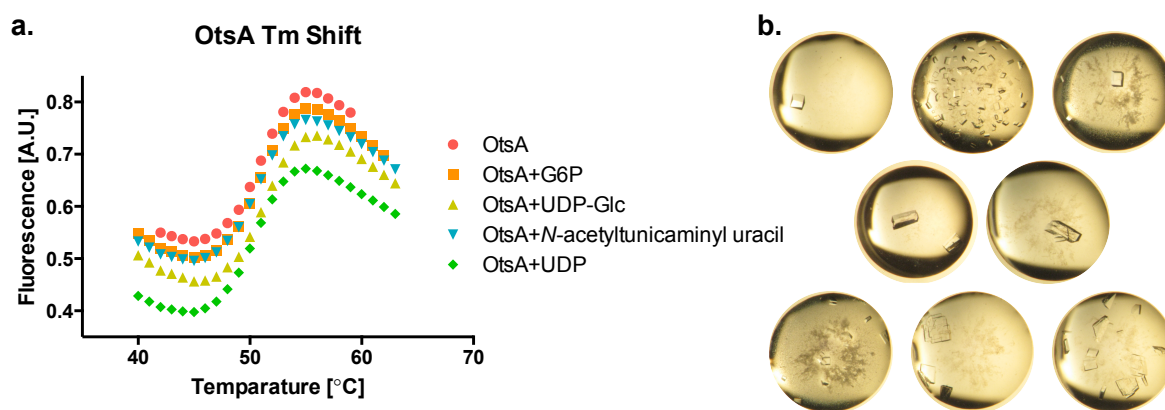 a.
OtsA Tm Shift
Fluorescence [A.U.]
0.8
0.7
0.6
0.5
0.4
40
50
60
70
Temparature [°C]
OtsA
OtsA+G6P
OtsA+UDP-Glc
OtsA+N-acetyltunicaminyl uracil
OtsA+UDP
b.